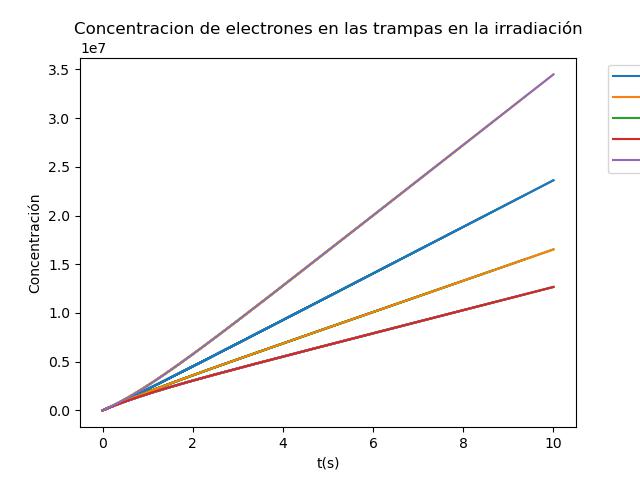 Concentracion de electrones en las trampas en la irradiación
1e7
3.5
3.0
2.5
2.0
1.5
1.0
0.5
0.0
Concentración
0 2 4 6 8 10
t(s)